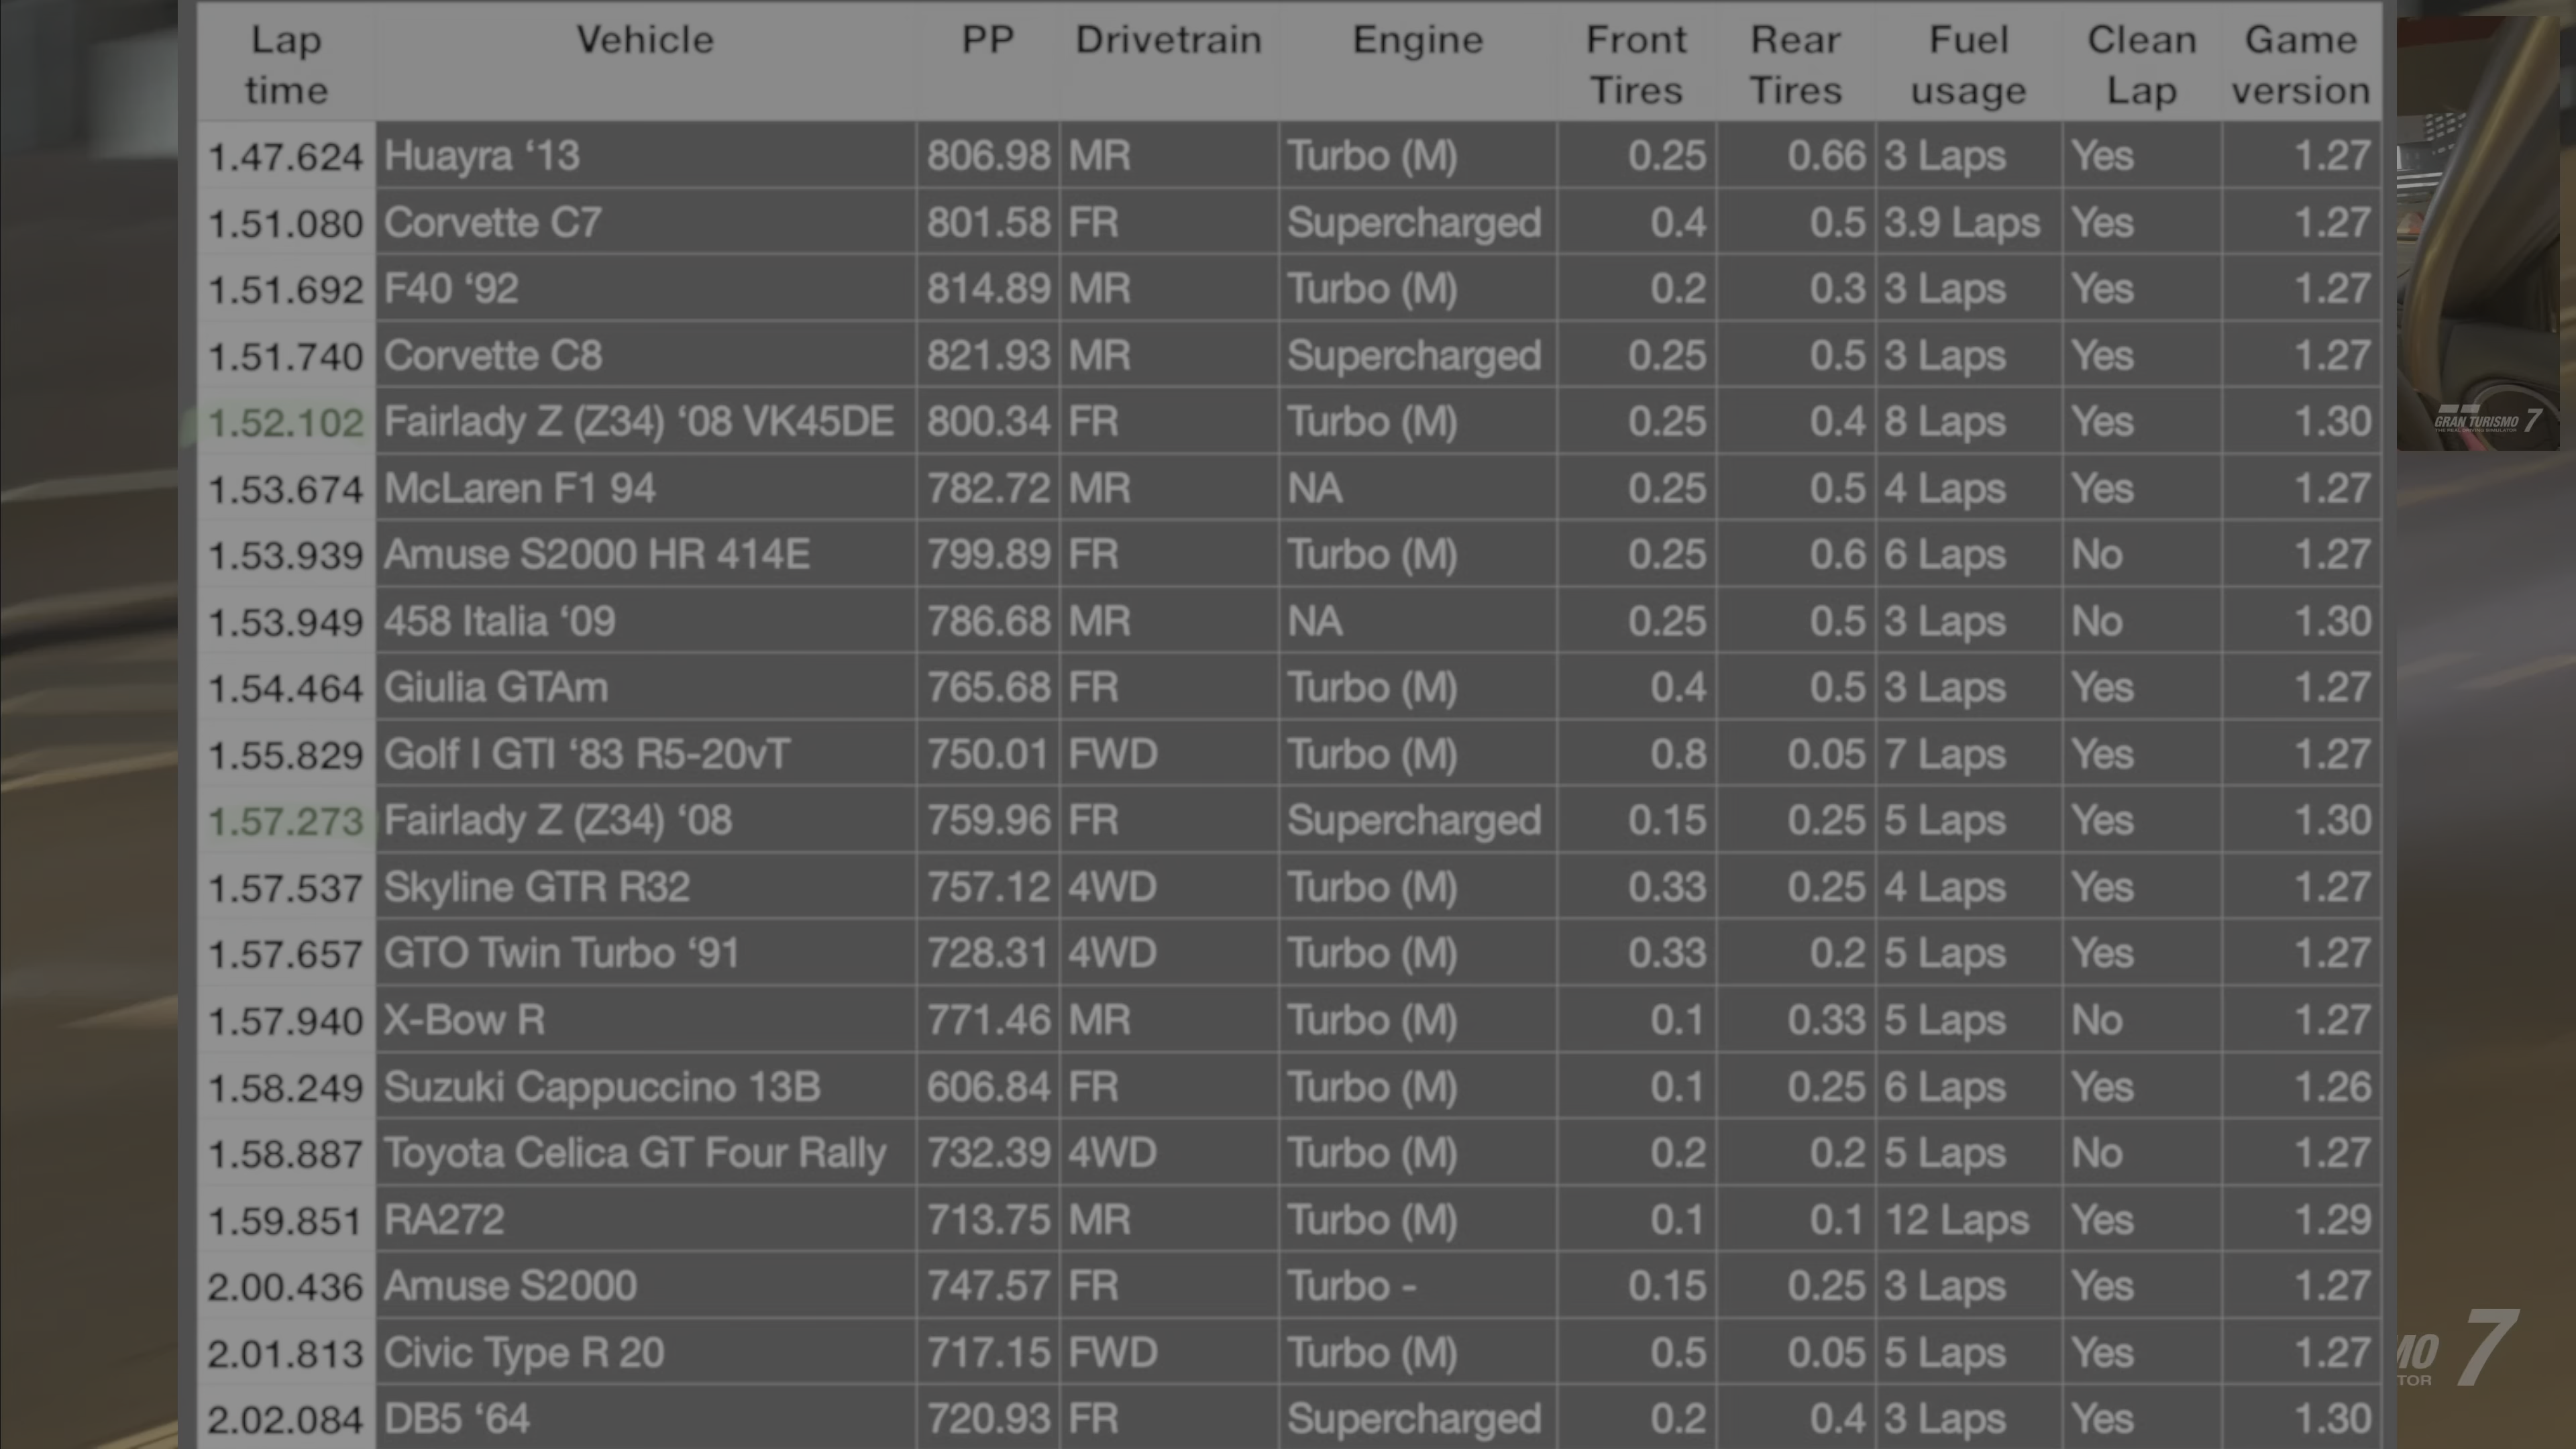 Lap time Vehicle PP Drivetrain Engine Front Tires Rear Tires Fuel usage Clean Lap Game version
1.47.624 Huayra ‘13 806.98 MR Turbo (M) 0.25 0.66 3 Laps Yes 1.27
1.51.080 Corvette C7 801.58 FR Supercharged 0.4 0.5 3.9 Laps Yes 1.27
1.51.692 F40 ‘92 814.89 MR Turbo (M) 0.2 0.3 3 Laps Yes 1.27
1.51.740 Corvette C8 821.93 MR Supercharged 0.25 0.5 3 Laps Yes 1.27
1.52.102 Fairlady Z (Z34) ‘08 VK45DE 800.34 FR Turbo (M) 0.25 0.4 8 Laps Yes 1.30
1.53.674 McLaren F1 94 782.72 MR NA 0.25 0.5 4 Laps Yes 1.27
1.53.939 Amuse S2000 HR 414E 799.89 FR Turbo (M) 0.25 0.6 6 Laps No 1.27
1.53.949 458 Italia ‘09 786.68 MR NA 0.25 0.5 3 Laps No 1.30
1.54.464 Giulia GTAm 765.68 FR Turbo (M) 0.4 0.5 3 Laps Yes 1.27
1.55.829 Golf I GTI ‘83 R5-20vT 750.01 FWD Turbo (M) 0.8 0.05 7 Laps Yes 1.27
1.57.273 Fairlady Z (Z34) ‘08 759.96 FR Supercharged 0.15 0.25 5 Laps Yes 1.30
1.57.537 Skyline GTR R32 757.12 4WD Turbo (M) 0.33 0.25 4 Laps Yes 1.27
1.57.657 GTO Twin Turbo ‘91 728.31 4WD Turbo (M) 0.33 0.2 5 Laps Yes 1.27
1.57.940 X-Bow R 771.46 MR Turbo (M) 0.1 0.33 5 Laps No 1.27
1.58.249 Suzuki Cappuccino 13B 606.84 FR Turbo (M) 0.1 0.25 6 Laps Yes 1.26
1.58.887 Toyota Celica GT Four Rally 732.39 4WD Turbo (M) 0.2 0.2 5 Laps No 1.27
1.59.851 RA272 713.75 MR Turbo (M) 0.1 0.1 12 Laps Yes 1.29
2.00.436 Amuse S2000 747.57 FR Turbo - 0.15 0.25 3 Laps Yes 1.27
2.01.813 Civic Type R 20 717.15 FWD Turbo (M) 0.5 0.05 5 Laps Yes 1.27
2.02.084 DB5 ‘64 720.93 FR Supercharged 0.2 0.4 3 Laps Yes 1.30
GRAN TURISMO 7
THE REAL DRIVING SIMULATOR
MO 7
TOR